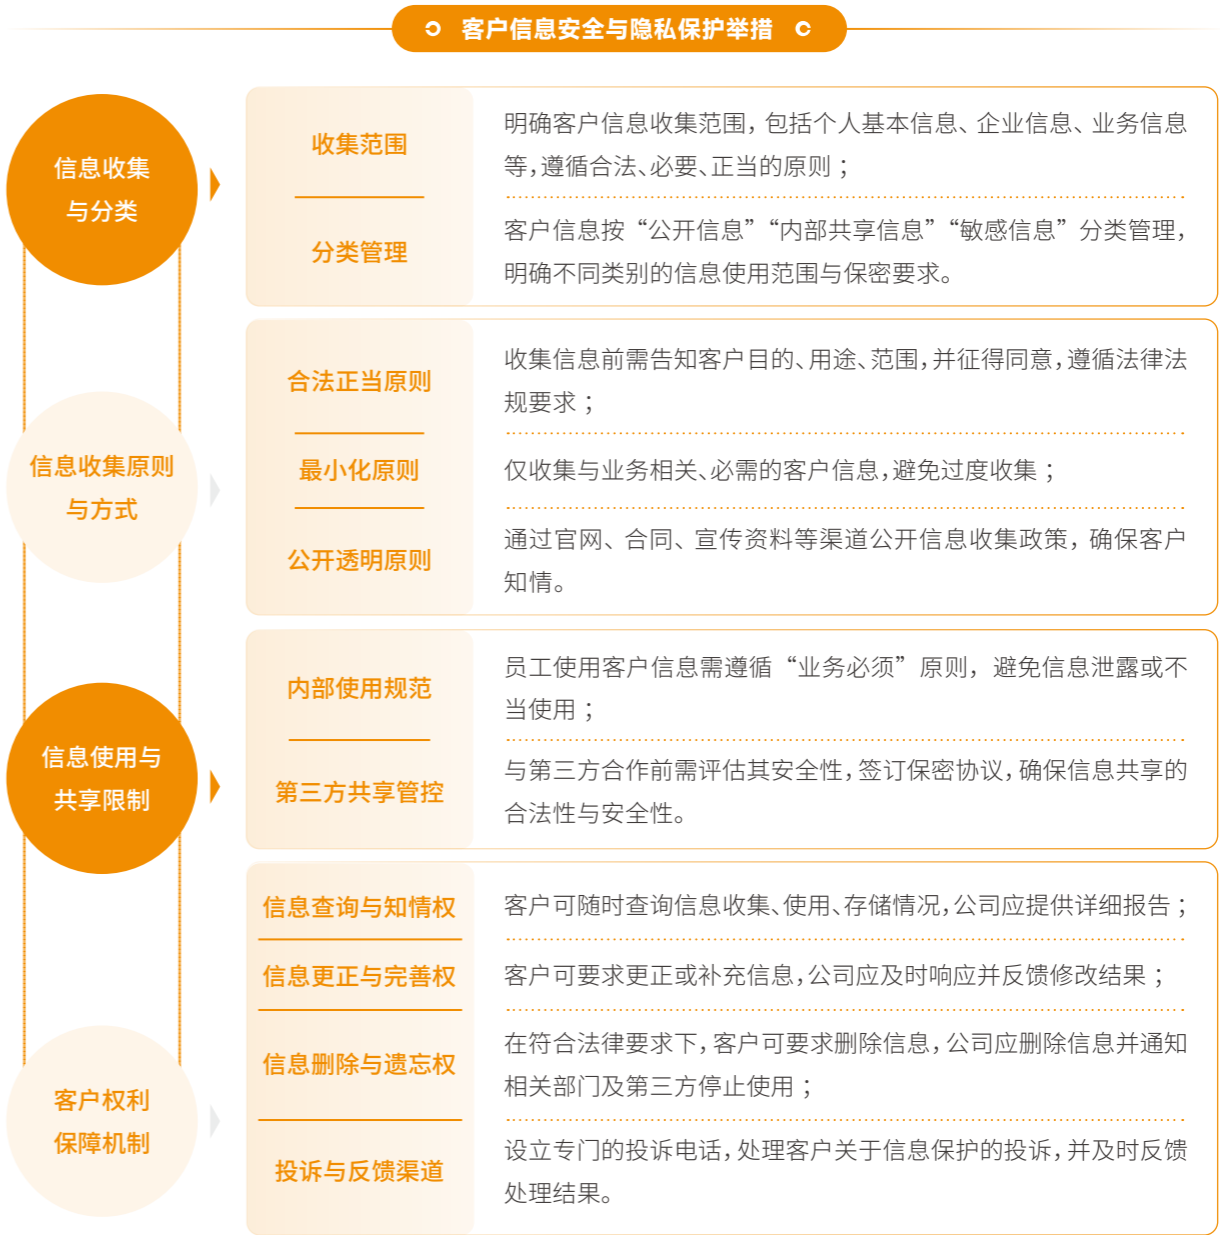 客户信息安全与隐私保护举措
信息收集
与分类
收集范围
明确客户信息收集范围，包括个人基本信息、企业信息、业务信息
等，遵循合法、必要、正当的原则；
分类管理
客户信息按“公开信息”“内部共享信息”“敏感信息”分类管理，
明确不同类别的信息使用范围与保密要求。
信息收集原则
与方式
合法正当原则
收集信息前需告知客户目的、用途、范围，并征得同意，遵循法律法
规要求；
最小化原则
仅收集与业务相关、必需的客户信息，避免过度收集；
公开透明原则
通过官网、合同、宣传资料等渠道公开信息收集政策，确保客户
知情。
信息使用与
共享限制
内部使用规范
员工使用客户信息需遵循“业务必须”原则，避免信息泄露或不
当使用；
第三方共享管控
与第三方合作前需评估其安全性，签订保密协议，确保信息共享的
合法性与安全性。
客户权利
保障机制
信息查询与知情权
客户可随时查询信息收集、使用、存储情况，公司应提供详细报告；
信息更正与完善权
客户可要求更正或补充信息，公司应及时响应并反馈修改结果；
信息删除与遗忘权
在符合法律要求下，客户可要求删除信息，公司应删除信息并通知
相关部门及第三方停止使用；
投诉与反馈渠道
设立专门的投诉电话，处理客户关于信息保护的投诉，并及时反馈
处理结果。